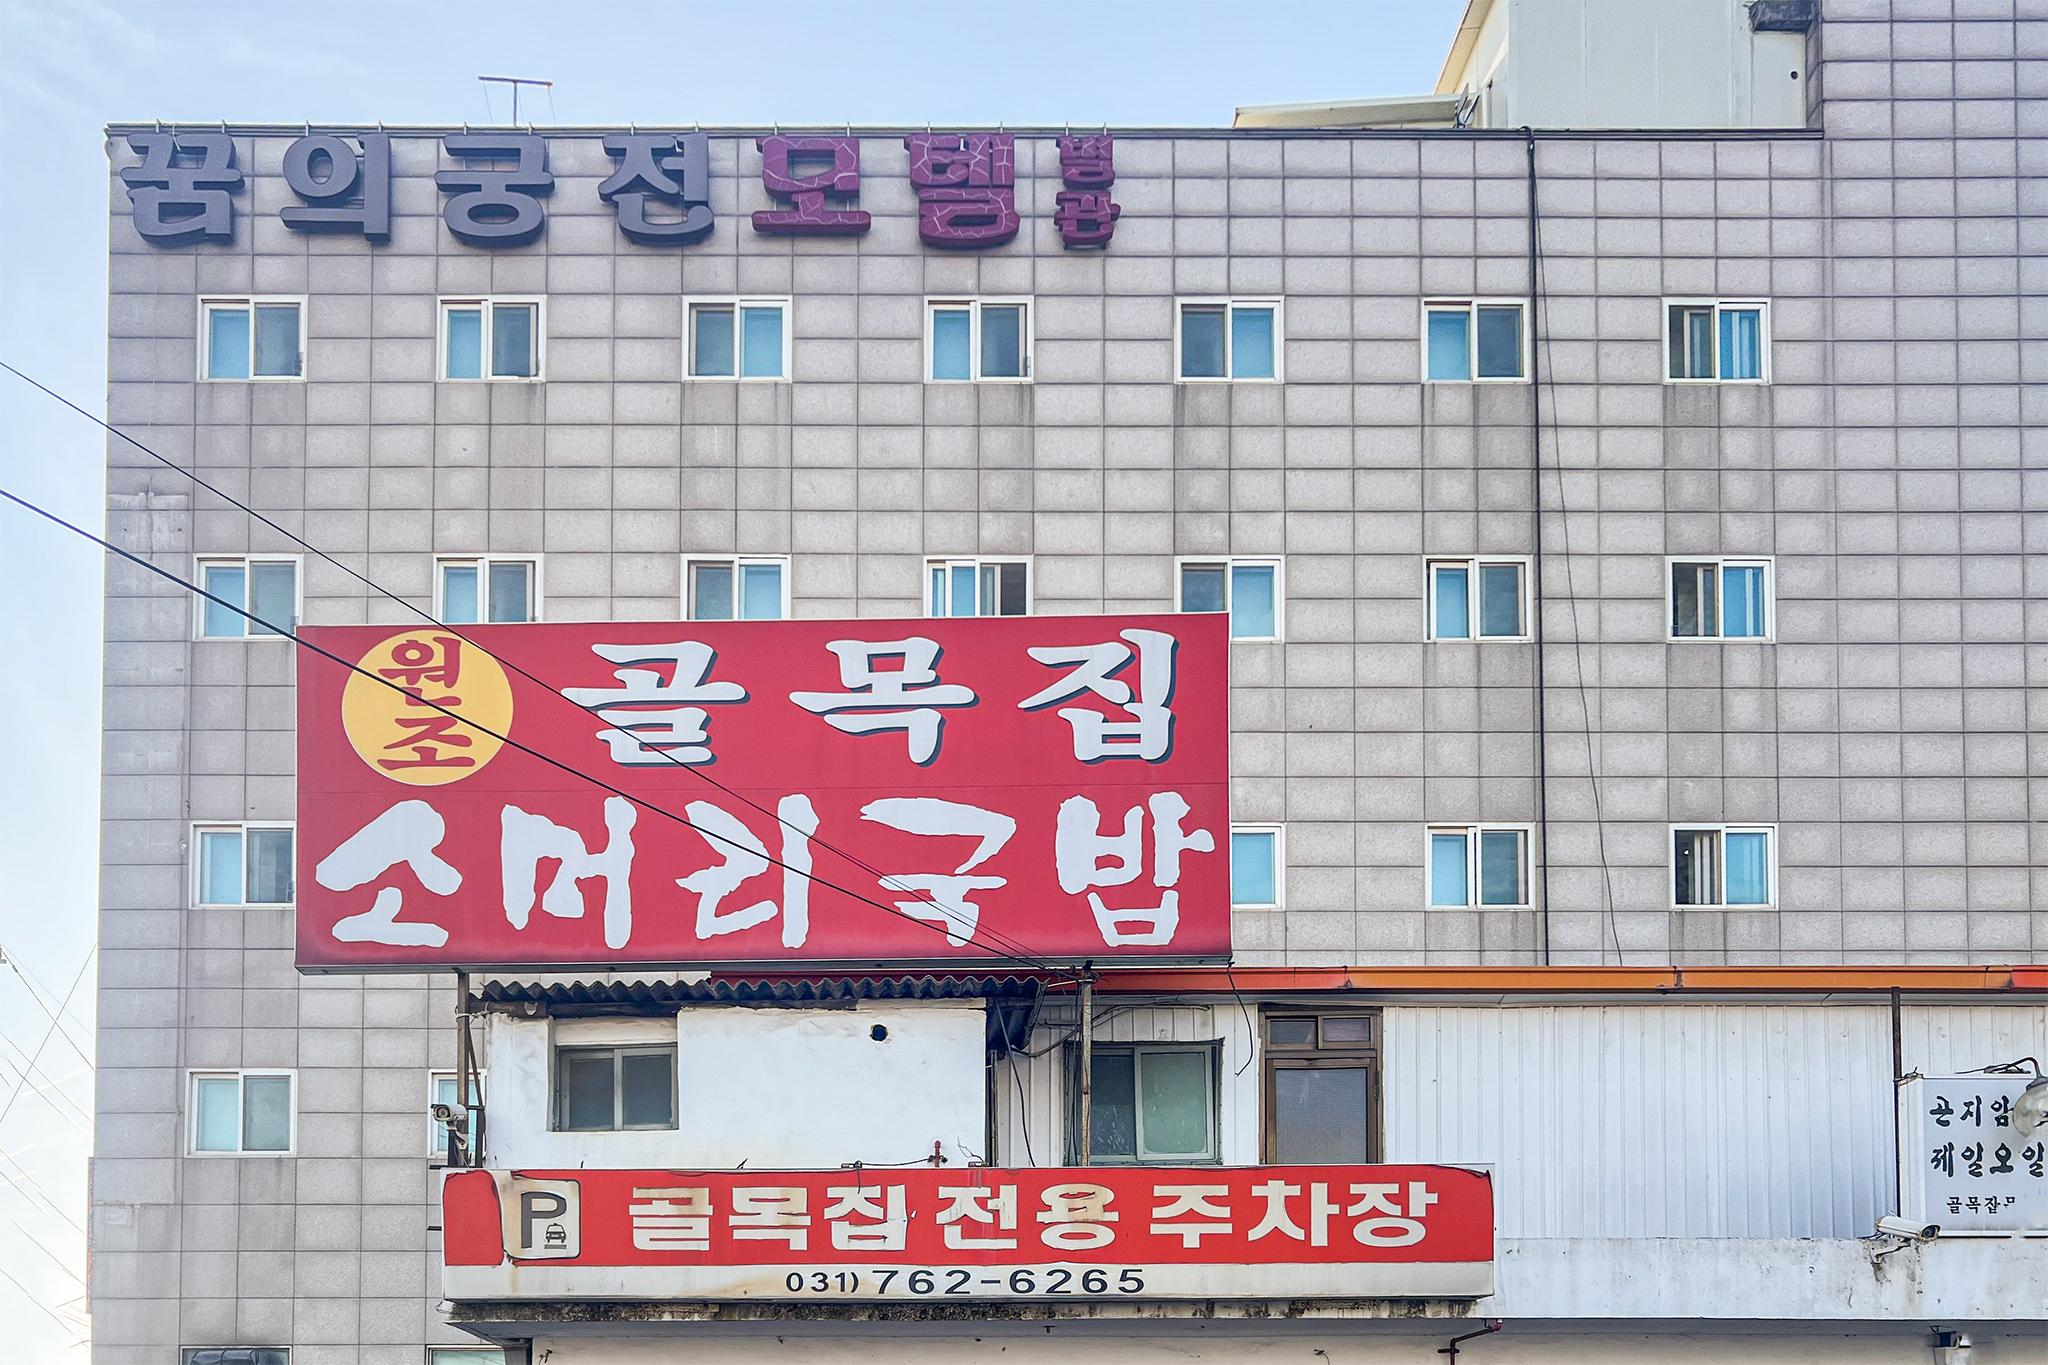 꿈의궁전모텔 별관
원조
골목집
소머리국밥
P 골목집 전용 주차장
031) 762-6265
곤지암
제일오일